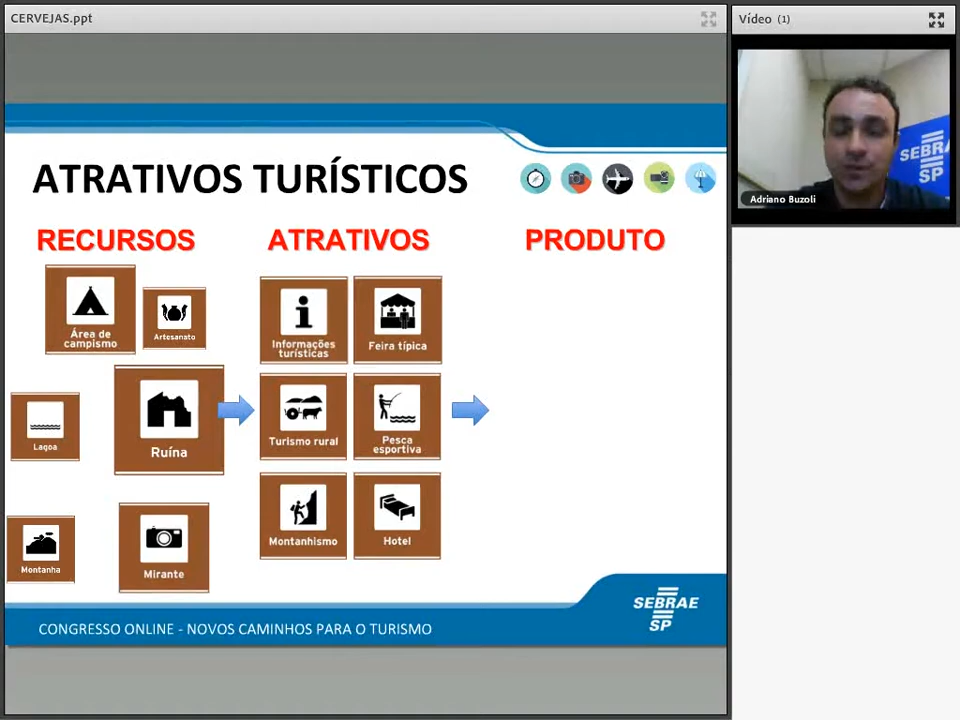 CERVEJAS.ppt
Vídeo (1)
SEBRA
SP
Adriano Buzoli
ATRATIVOS TURÍSTICOS
RECURSOS
ATRATIVOS
PRODUTO
Área de
campismo
Artesanato
Lagoa
Ruína
Montanha
Mirante
Informações
turísticas
Feira típica
Turismo rural
Pesca
esportiva
Montanhismo
Hotel
SEBRAE
SP
CONGRESSO ONLINE - NOVOS CAMINHOS PARA O TURISMO